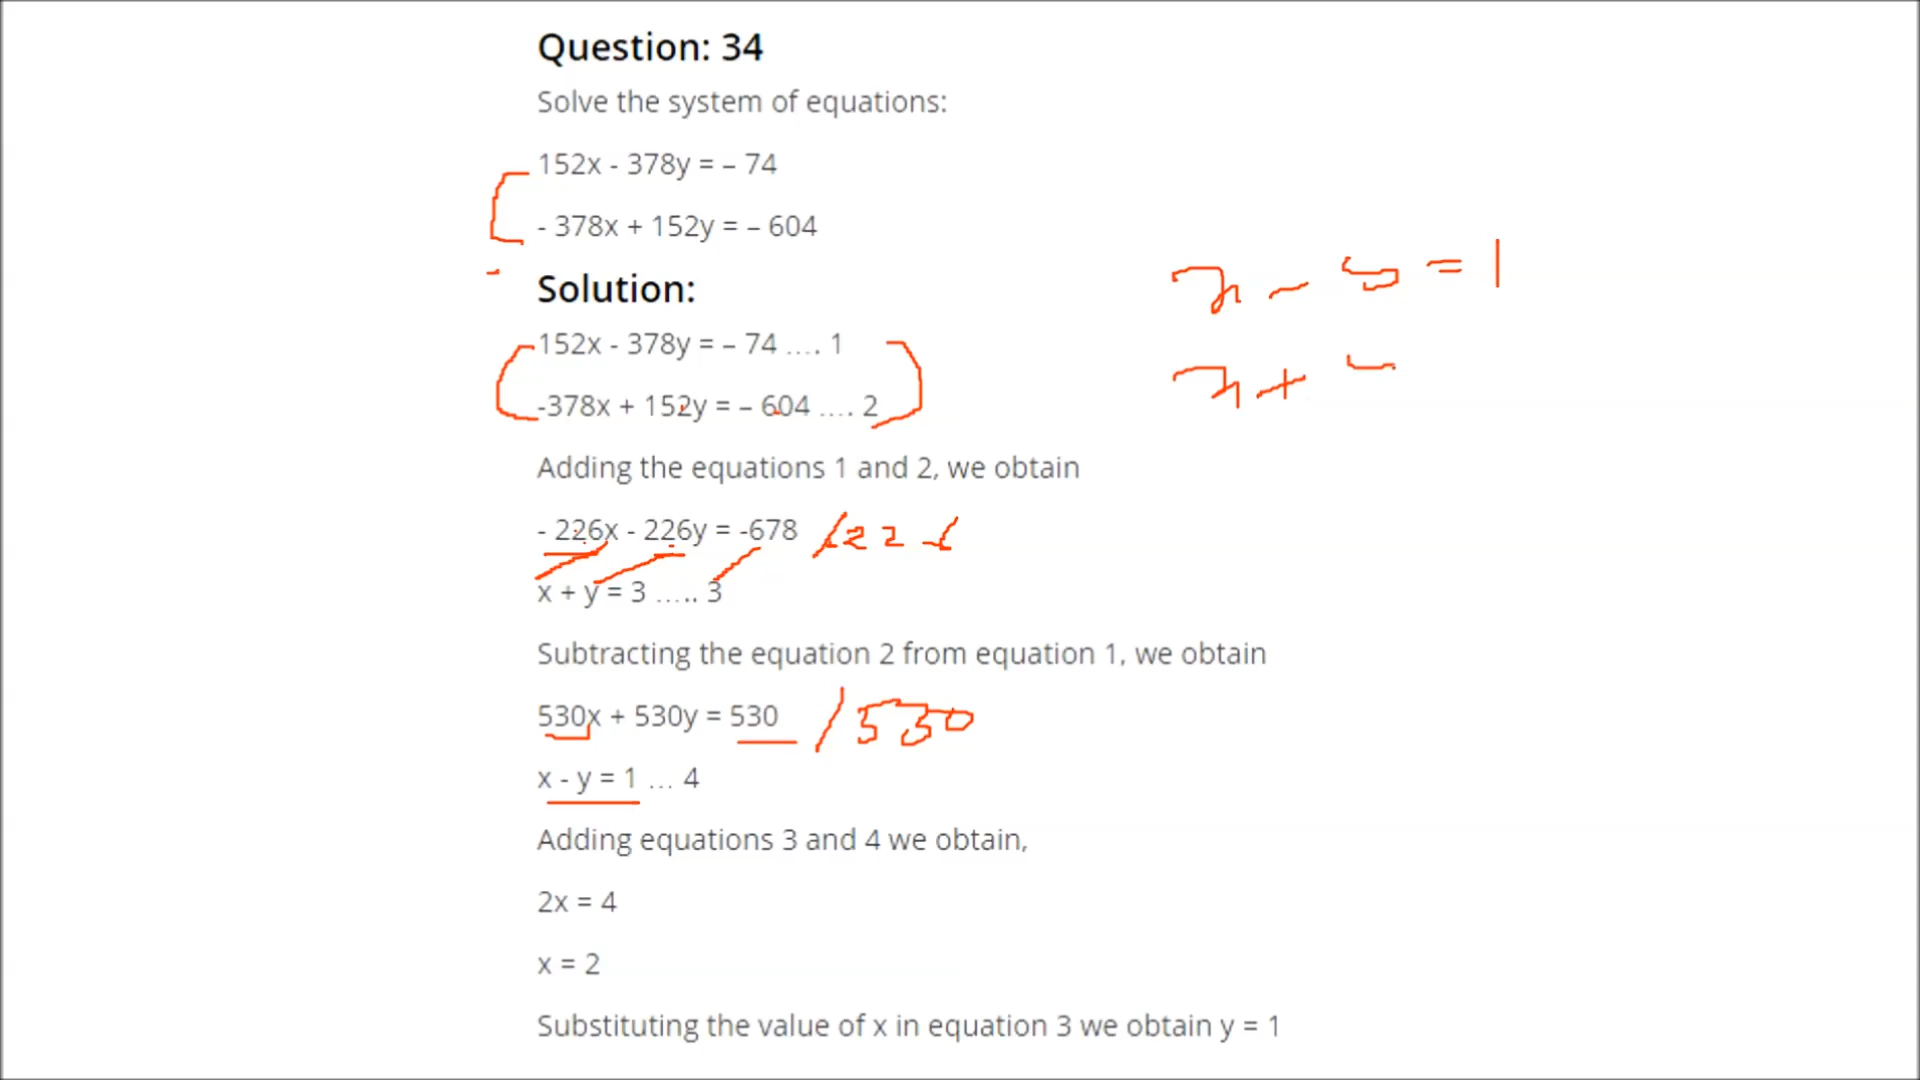 Question: 34
Solve the system of equations:
152x - 378y = – 74
- 378x + 152y = – 604
Solution:
152x - 378y = – 74 .... 1
-378x + 152y = – 604 .... 2
Adding the equations 1 and 2, we obtain
- 226x - 226y = -678 /226
x + y = 3 ..... 3
Subtracting the equation 2 from equation 1, we obtain
530x + 530y = 530 /530
x - y = 1 ... 4
Adding equations 3 and 4 we obtain,
2x = 4
x = 2
Substituting the value of x in equation 3 we obtain y = 1
x - y = 1
x +